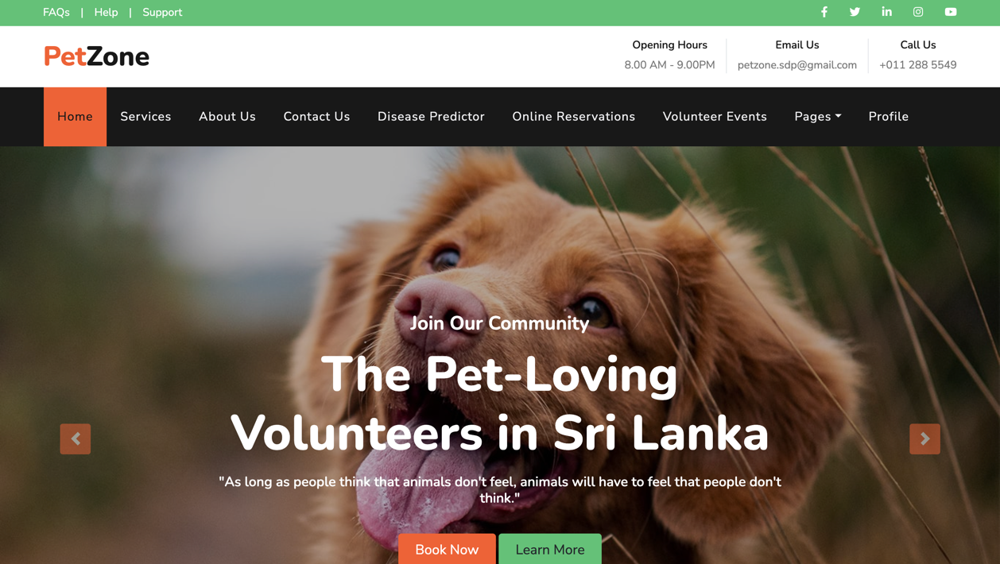 FAQs | Help | Support
PetZone
Opening Hours
8.00 AM - 9.00PM
Email Us
petzone.sdp@gmail.com
Call Us
+011 288 5549
Home Services About Us Contact Us Disease Predictor Online Reservations Volunteer Events Pages Profile
Join Our Community
The Pet-Loving
Volunteers in Sri Lanka
"As long as people think that animals don't feel, animals will have to feel that people don't
think."
Book Now Learn More